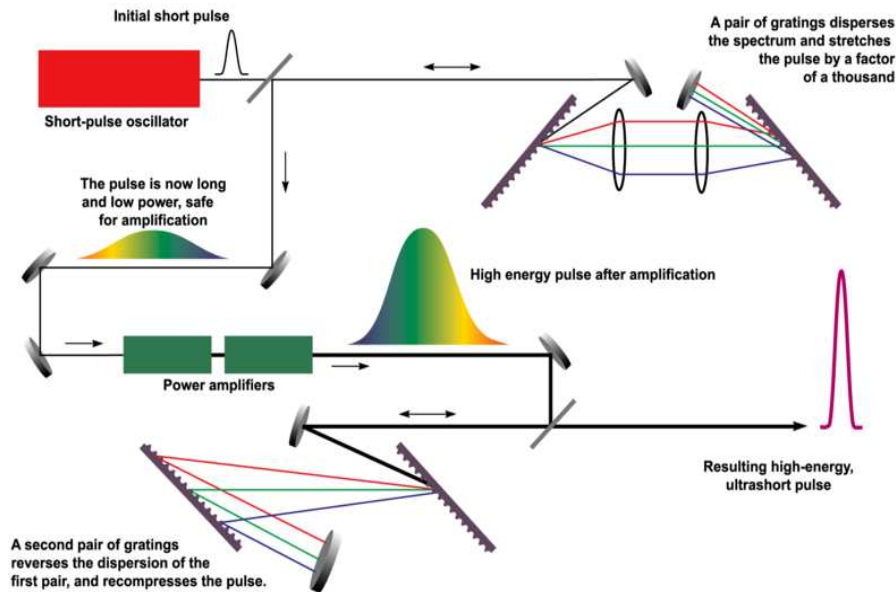 Initial short pulse
A pair of gratings disperses
the spectrum and stretches
the pulse by a factor
of a thousand
Short-pulse oscillator
The pulse is now long
and low power, safe
for amplification
High energy pulse after amplification
Power amplifiers
Resulting high-energy,
ultrashort pulse
A second pair of gratings
reverses the dispersion of the
first pair, and recompresses the pulse.